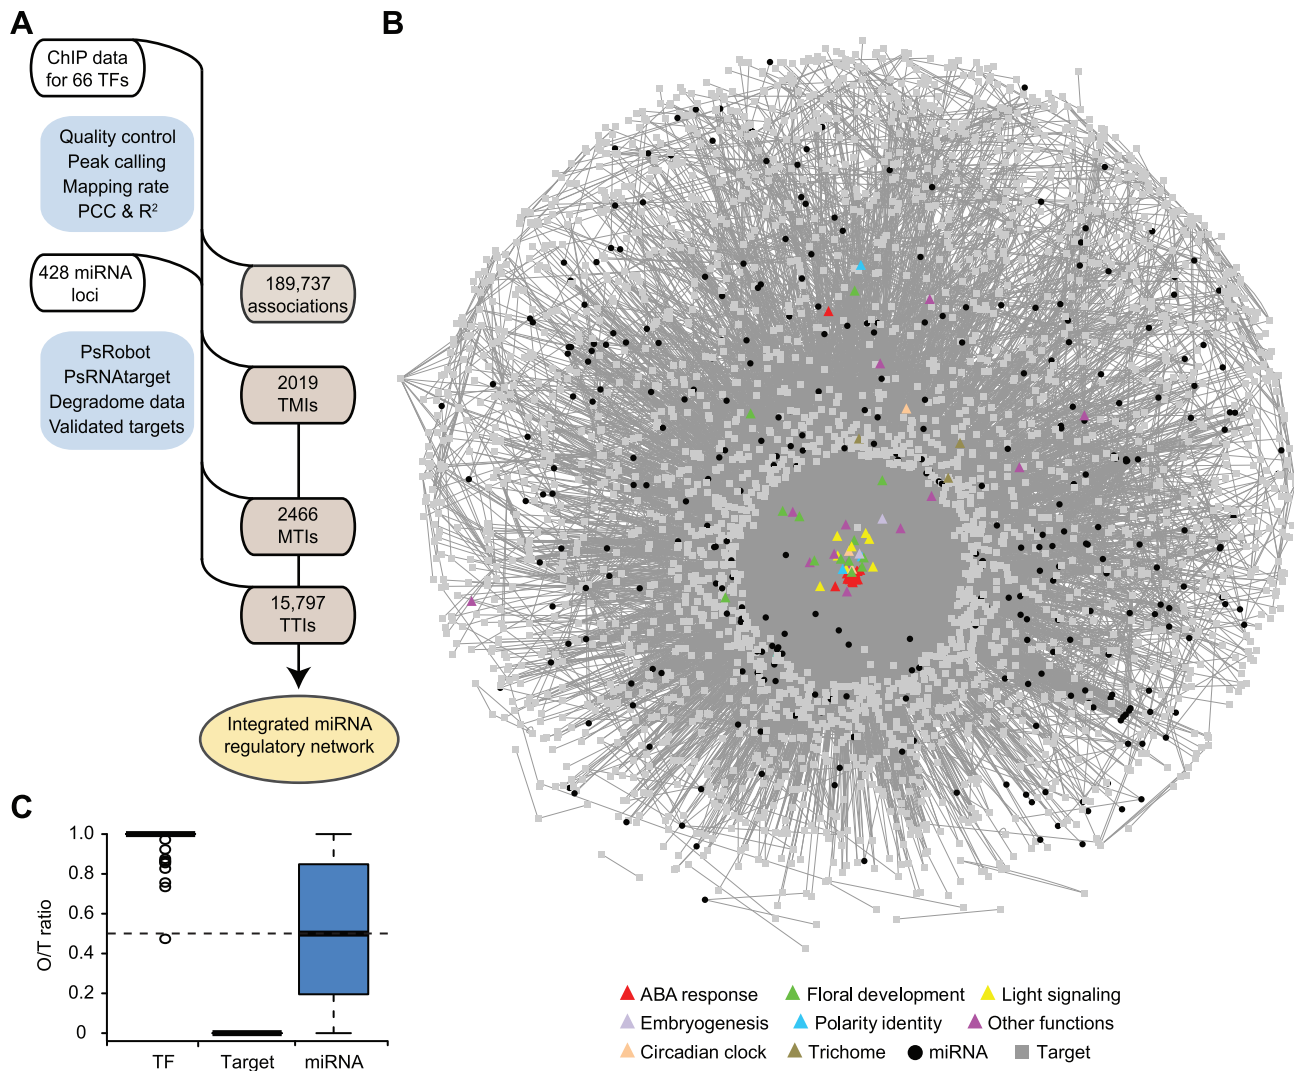 A
ChIP data
for 66 TFs
Quality control
Peak calling
Mapping rate
PCC & R²
428 miRNA
loci
189,737
associations
PsRobot
PsRNAtarget
Degradome data
Validated targets
2019
TMIs
2466
MTIs
15,797
TTIs
Integrated miRNA
regulatory network
B
ABA response
Floral development
Light signaling
Embryogenesis
Polarity identity
Other functions
Circadian clock
Trichome
miRNA
Target
C
O/T ratio
1.0
0.8
0.6
0.4
0.2
0
TF
Target
miRNA